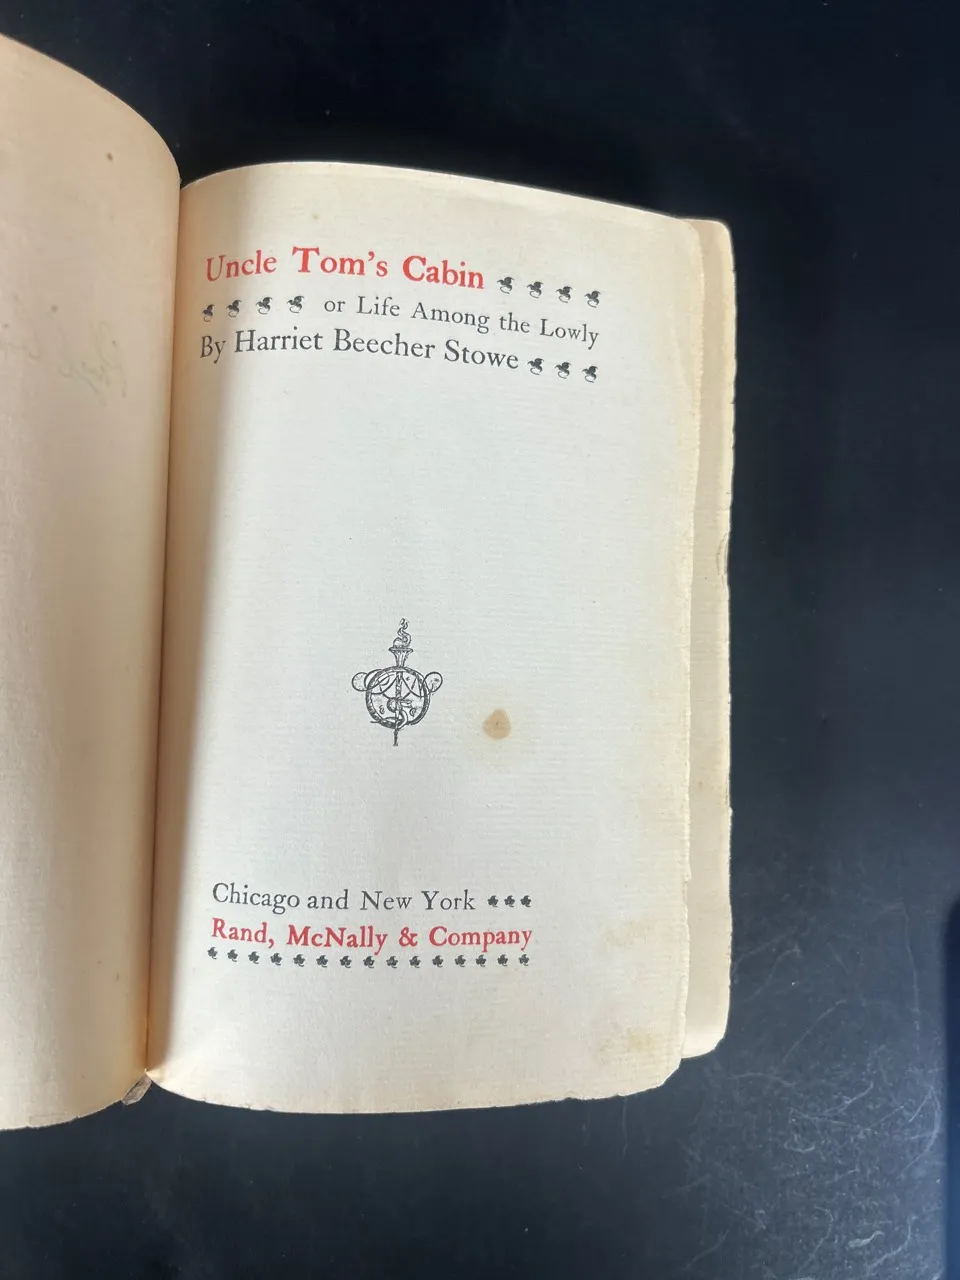 Uncle Tom's Cabin
or Life Among the Lowly
By Harriet Beecher Stowe
Chicago and New York
Rand, McNally & Company